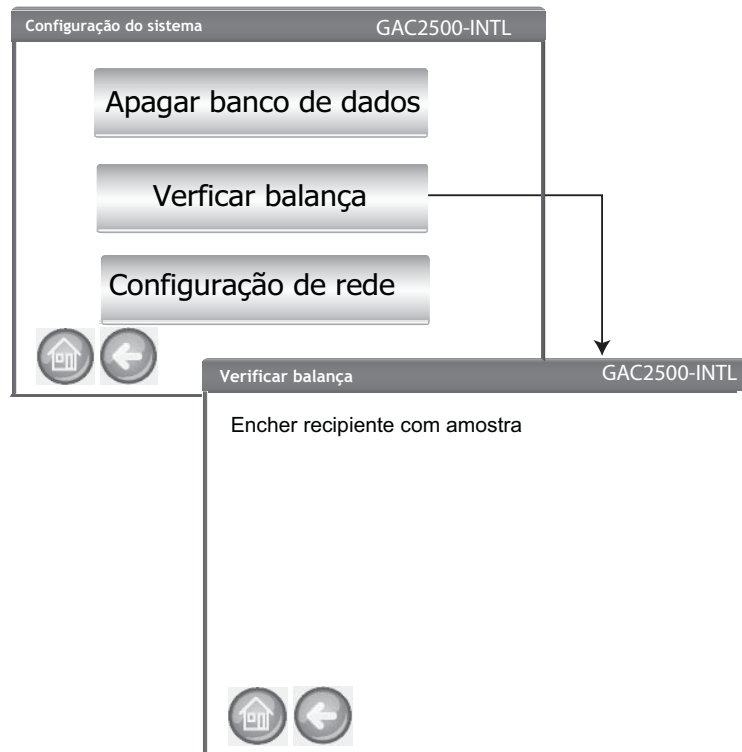 Configuração do sistema GAC2500-INTL
Apagar banco de dados
Verficar balança
Configuração de rede
Verificar balança GAC2500-INTL
Encher recipiente com amostra